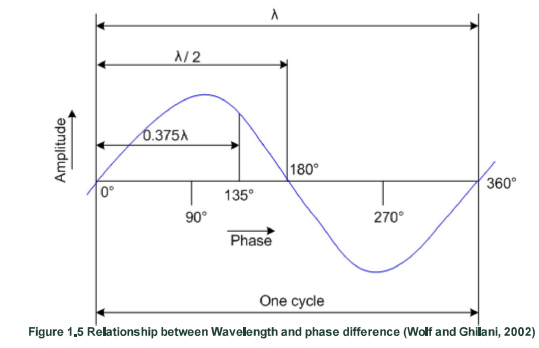 λ
λ/ 2
Amplitude
0.375λ
180°
0°
135°
360°
90°
270°
Phase
One cycle
Figure 1.5 Relationship between Wavelength and phase difference (Wolf and Ghilani, 2002)